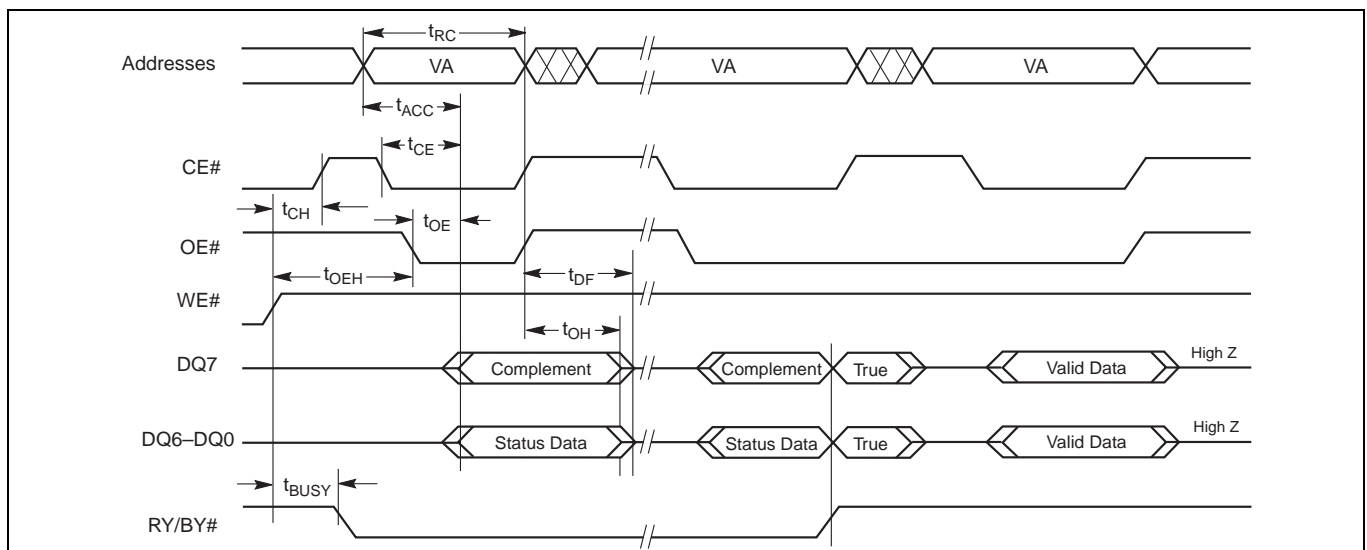 tRC
Addresses VA VA VA
tACC
tCE
CE#
tCH
tOE
OE#
tOEH
tDF
WE#
tOH
DQ7 Complement Complement True Valid Data High Z
DQ6–DQ0 Status Data Status Data True Valid Data High Z
tBUSY
RY/BY#